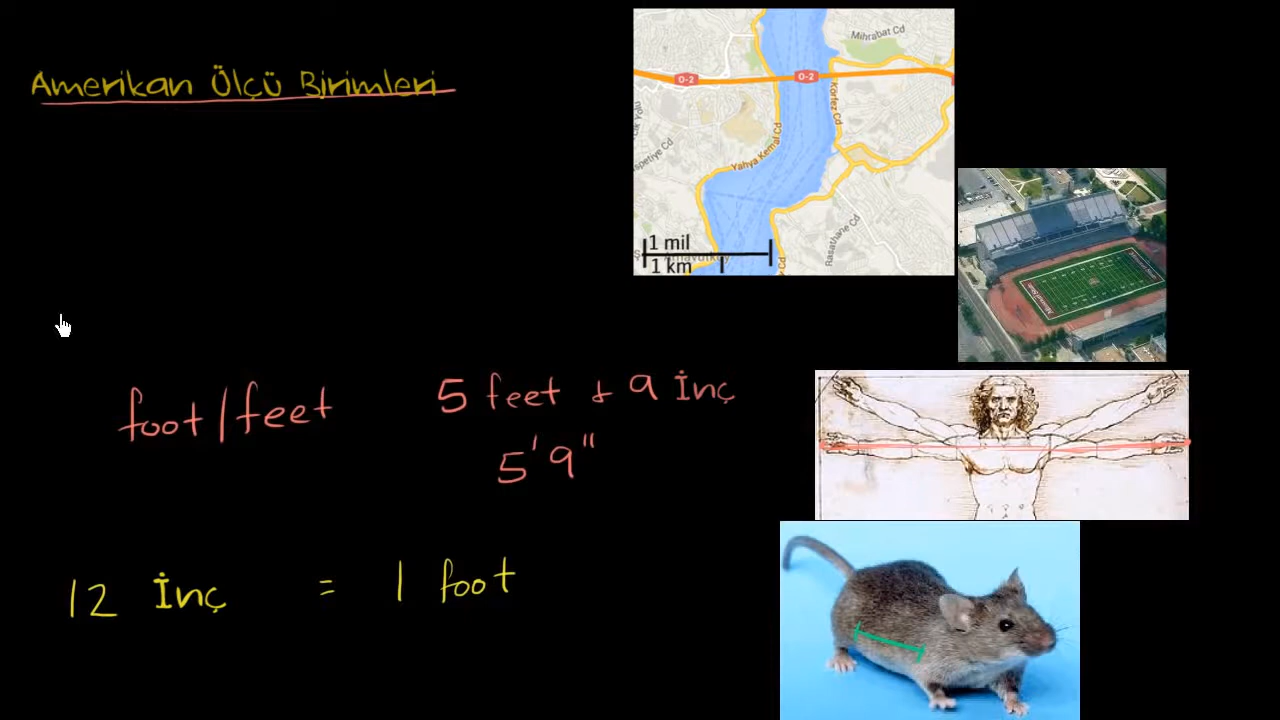 Amerikan Ülçü Birimleri
foot/feet
5 feet + 9 İnç
5'9"
12 İnç = 1 foot
Mihrabat Cd
O-2
O-2
Körfez Cd
Yahya Kemal Cd
Rasathane Cd
1 mil
1 km